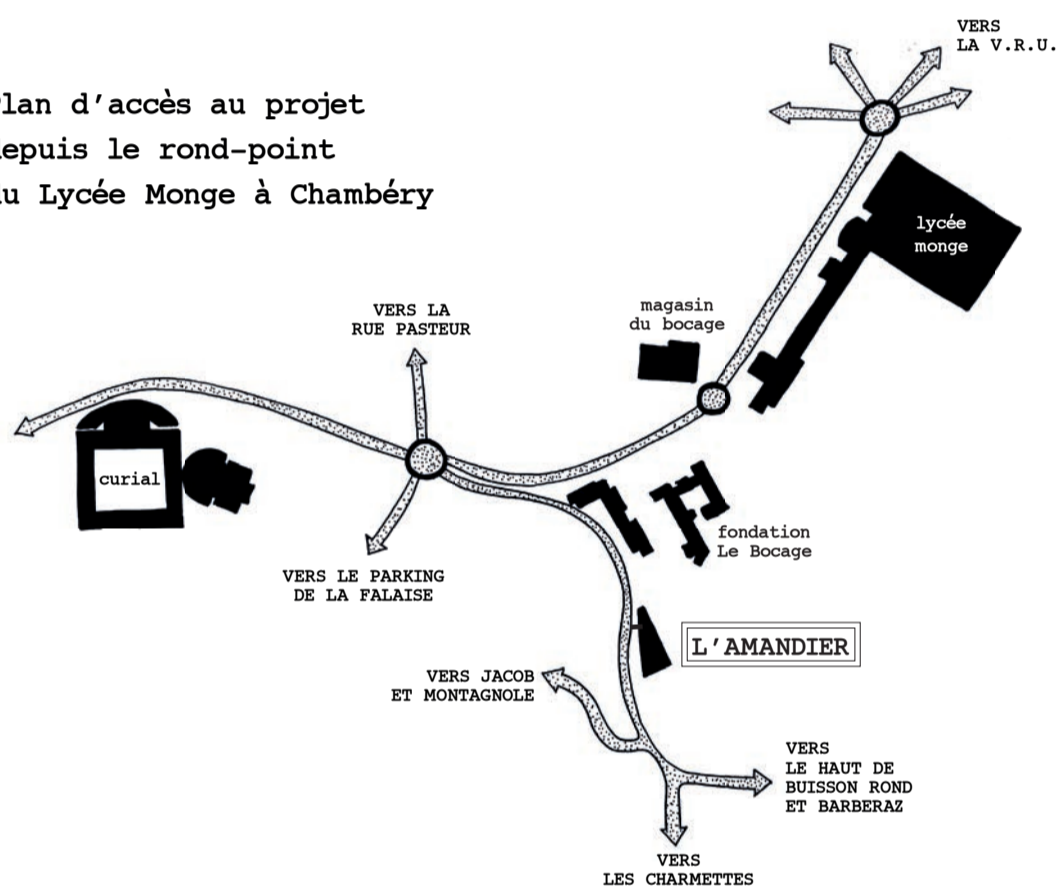 lan d'accès au projet
epuis le rond-point
u Lycée Monge à Chambéry
VERS
LA V.R.U.
lycée
monge
magasin
du bocage
VERS LA
RUE PASTEUR
curial
fondation
Le Bocage
VERS LE PARKING
DE LA FALAISE
L'AMANDIER
VERS JACOB
ET MONTAGNOLE
VERS
LE HAUT DE
BUISSON ROND
ET BARBERAZ
VERS
LES CHARMETTES